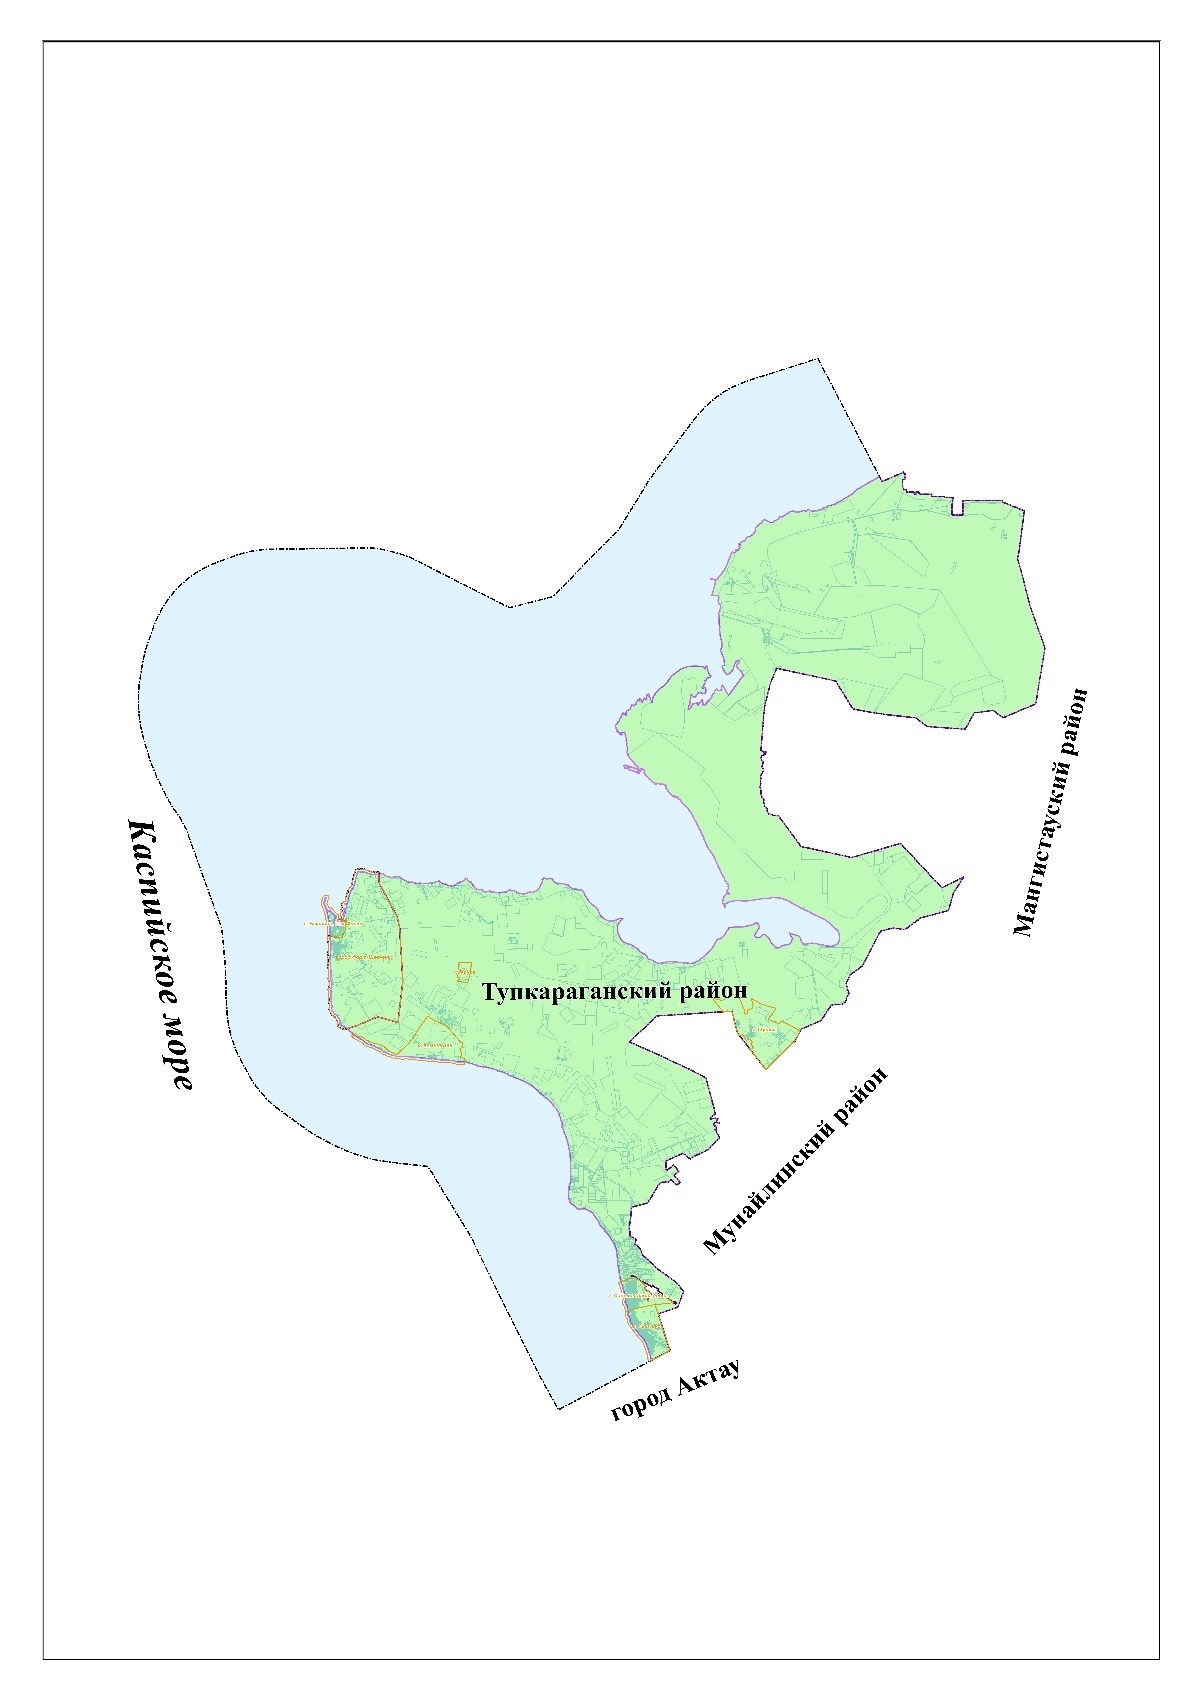 Мангистауский район
Каспийское море
Тупкараганский район
Мунайлинский район
город Актау